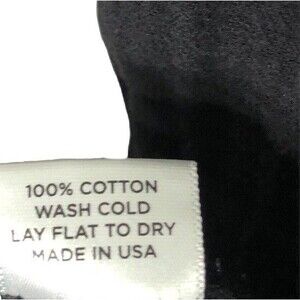 100% COTTON
WASH COLD
LAY FLAT TO DRY
MADE IN USA